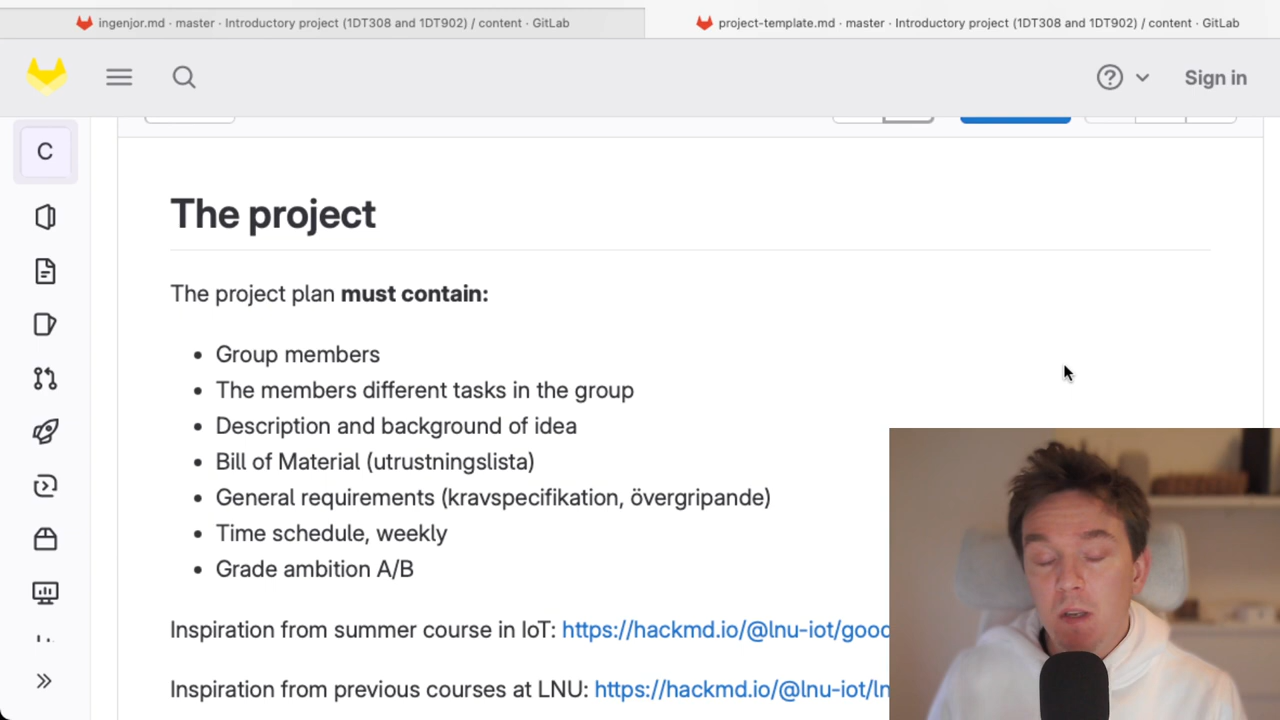 ingenjor.md · master · Introductory project (1DT308 and 1DT902) / content · GitLab
project-template.md · master · Introductory project (1DT308 and 1DT902) / content · GitLab
Sign in
C
The project
The project plan must contain:
• Group members
• The members different tasks in the group
• Description and background of idea
• Bill of Material (utrustningslista)
• General requirements (kravspecifikation, övergripande)
• Time schedule, weekly
• Grade ambition A/B
Inspiration from summer course in IoT: https://hackmd.io/@lnu-iot/good
Inspiration from previous courses at LNU: https://hackmd.io/@lnu-iot/ln